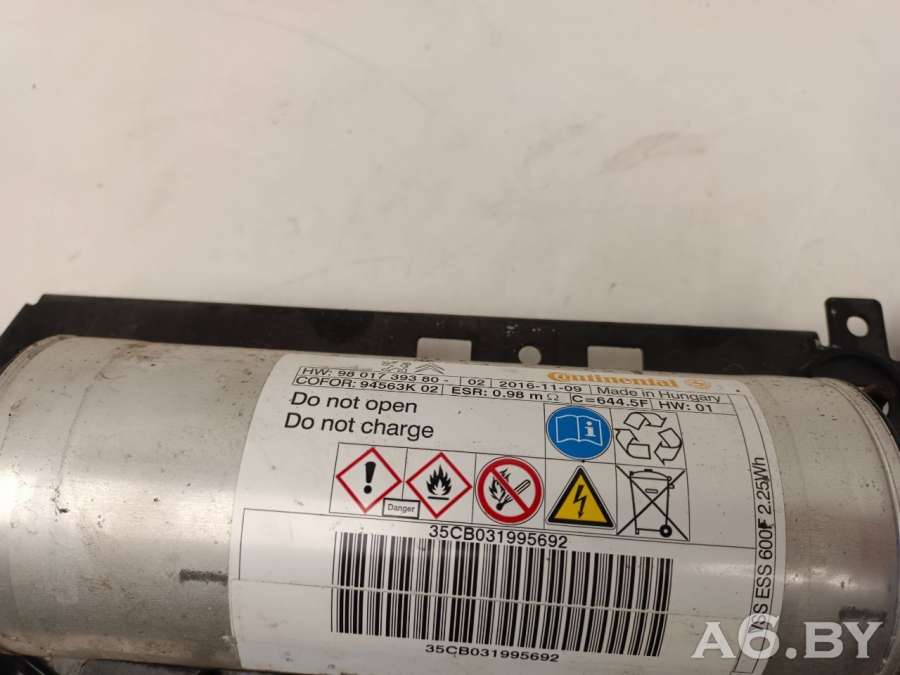 Continental
HW: 98 017 393 80 - 02 2016-11-09 Made in Hungary
COFOR: 94563K 02 ESR: 0.98 m Ω C=644.5F HW: 01
Do not open
Do not charge
Danger
35CB031995692
35CB031995692
ESS 600F 2.25Wh
A6.BY